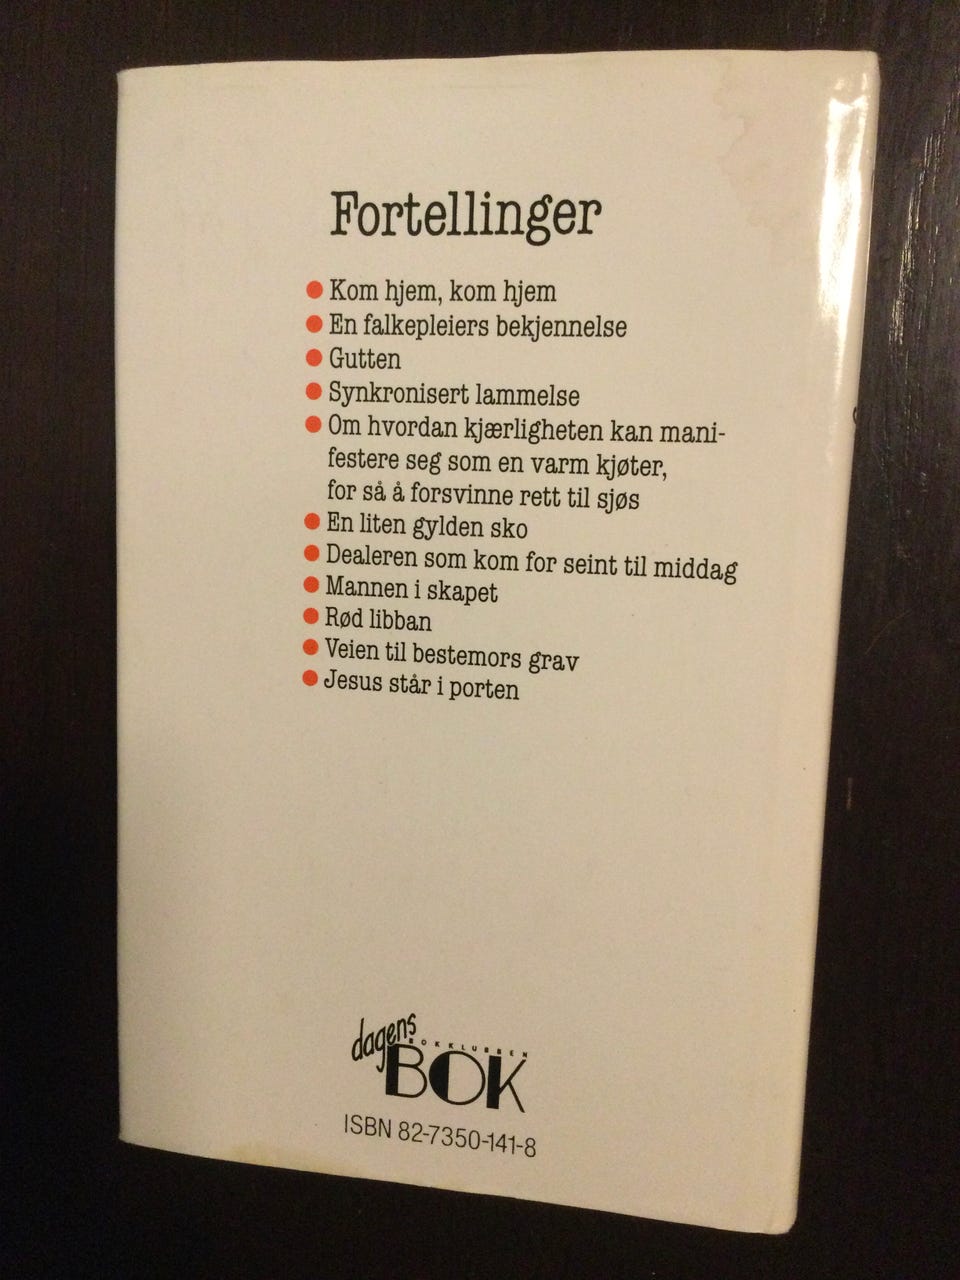 Fortellinger
● Kom hjem, kom hjem
● En falkepleiers bekjennelse
● Gutten
● Synkronisert lammelse
● Om hvordan kjærligheten kan mani-
festere seg som en varm kjøter,
for så å forsvinne rett til sjøs
● En liten gylden sko
● Dealeren som kom for seint til middag
● Mannen i skapet
● Rød libban
● Veien til bestemors grav
● Jesus står i porten
dagens
BOKKLUBBEN
BOK
ISBN 82-7350-141-8